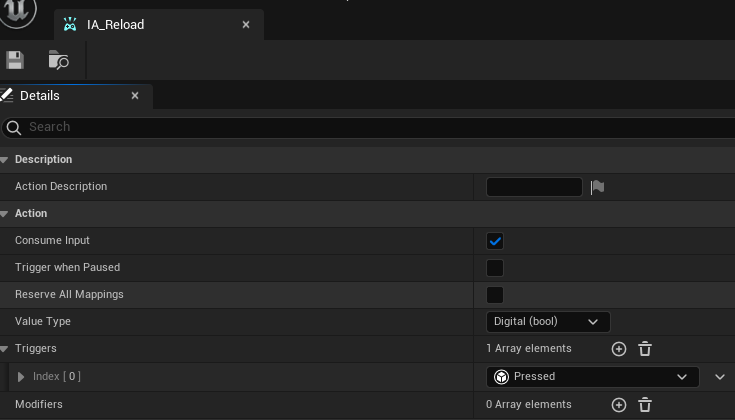 IA_Reload
Details
Search
Description
Action Description
Action
Consume Input
Trigger when Paused
Reserve All Mappings
Value Type Digital (bool)
Triggers 1 Array elements
Index [ 0 ] Pressed
Modifiers 0 Array elements